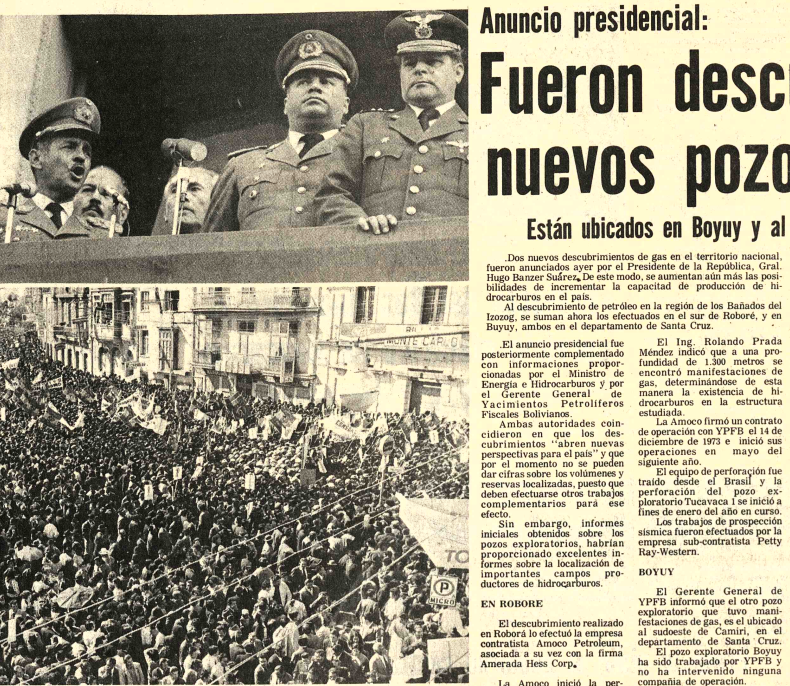 Anuncio presidencial:
Fueron desc
nuevos pozo
Están ubicados en Boyuy y al
.Dos nuevos descubrimientos de gas en el territorio nacional,
fueron anunciados ayer por el Presidente de la República, Gral.
Hugo Banzer Suárez. De este modo, se aumentan aún más las posi-
bilidades de incrementar la capacitad de producción de hi-
drocarburos en el país.
Al descubrimiento de petróleo en la región de los Bañados del
Izozog, se suman ahora los efectuados en el sur de Roboré, y en
Buyuy, ambos en el departamento de Santa Cruz.
.El anuncio presidencial fue
posteriormente complementado
con informaciones propor-
cionadas por el Ministro de
Energía e Hidrocarburos y por
el Gerente General de
Yacimientos Petrolíferos
Fiscales Bolivianos.
Ambas autoridades coin-
cidieron en que los des-
cubrimientos "abren nuevas
perspectivas para el país" y que
por el momento no se pueden
dar cifras sobre los volúmenes y
reservas localizadas, puesto que
deben efectuarse otros trabajos
complementarios para ese
efecto.
Sin embargo, informes
iniciales obtenidos sobre los
pozos exploratorios, habrían
proporcionado excelentes in-
formes sobre la localización de
importantes campos pro-
ductores de hidrocarburos.
EN ROBORE
El descubrimiento realizado
en Roborá lo efectuó la empresa
contratista Amoco Petroleum,
asociada a su vez con la firma
Amerada Hess Corp.
La Amoco inició la per-
El Ing. Rolando Prada
Méndez indicó que a una pro-
fundidad de 1.300 metros se
encontró manifestaciones de
gas, determinándose de esta
manera la existencia de hi-
drocarburos en la estructura
estudiada.
La Amoco firmó un contrato
de operación con YPFB el 14 de
diciembre de 1973 e inició sus
operaciones en mayo del
siguiente año.
El equipo de perforación fue
traído desde el Brasil y la
perforación del pozo ex-
ploratorio Tucavaca 1 se inició a
fines de enero del año en curso.
Los trabajos de prospección
sísmica fueron efectuados por la
empresa sub-contratista Petty
Ray-Western.
BOYUY
El Gerente General de
YPFB informó que el otro pozo
exploratorio que tuvo mani-
festaciones de gas, es el ubicado
al sudoeste de Camiri, en el
departamento de Santa Cruz.
El pozo exploratorio Boyuy
ha sido trabajado por YPFB y
no ha intervenido ninguna
compañía de operación.
MONTE CARLO
TO
P
MICRO